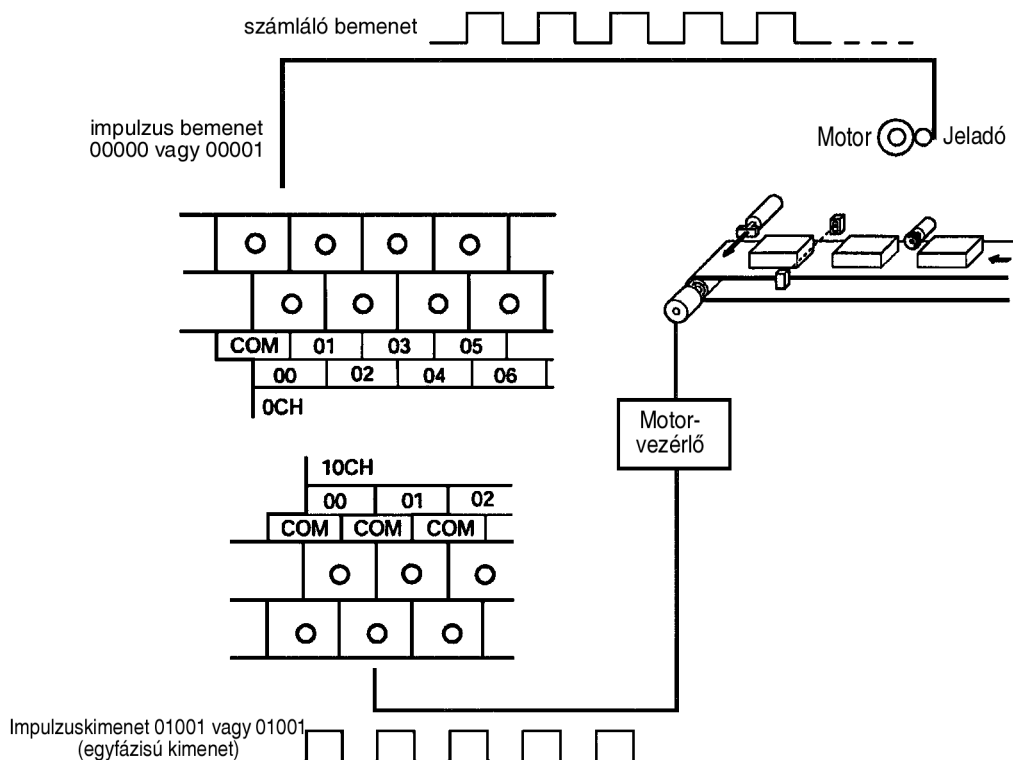 számláló bemenet
impulzus bemenet
00000 vagy 00001
Motor
Jeladó
COM 01 03 05
00 02 04 06
0CH
Motor-
vezérlő
10CH
00 01 02
COM COM COM
Impulzuskimenet 01001 vagy 01001
(egyfázisú kimenet)